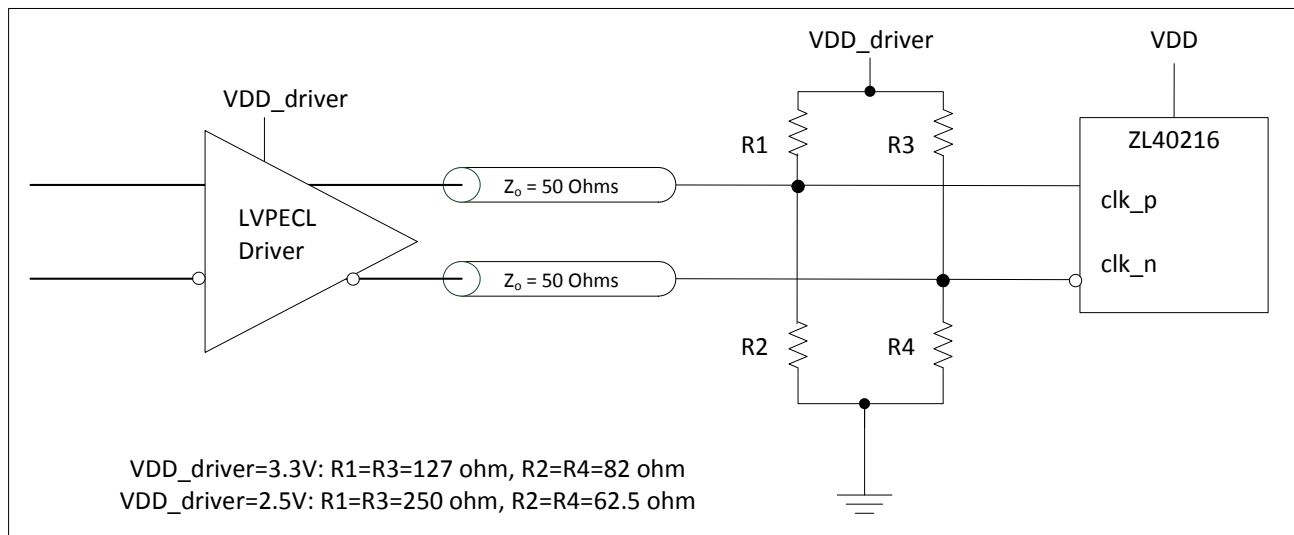 VDD_driver
VDD
VDD_driver
R1
R3
ZL40216
Zo = 50 Ohms
clk_p
LVPECL
Driver
clk_n
Zo = 50 Ohms
R2
R4
VDD_driver=3.3V: R1=R3=127 ohm, R2=R4=82 ohm
VDD_driver=2.5V: R1=R3=250 ohm, R2=R4=62.5 ohm